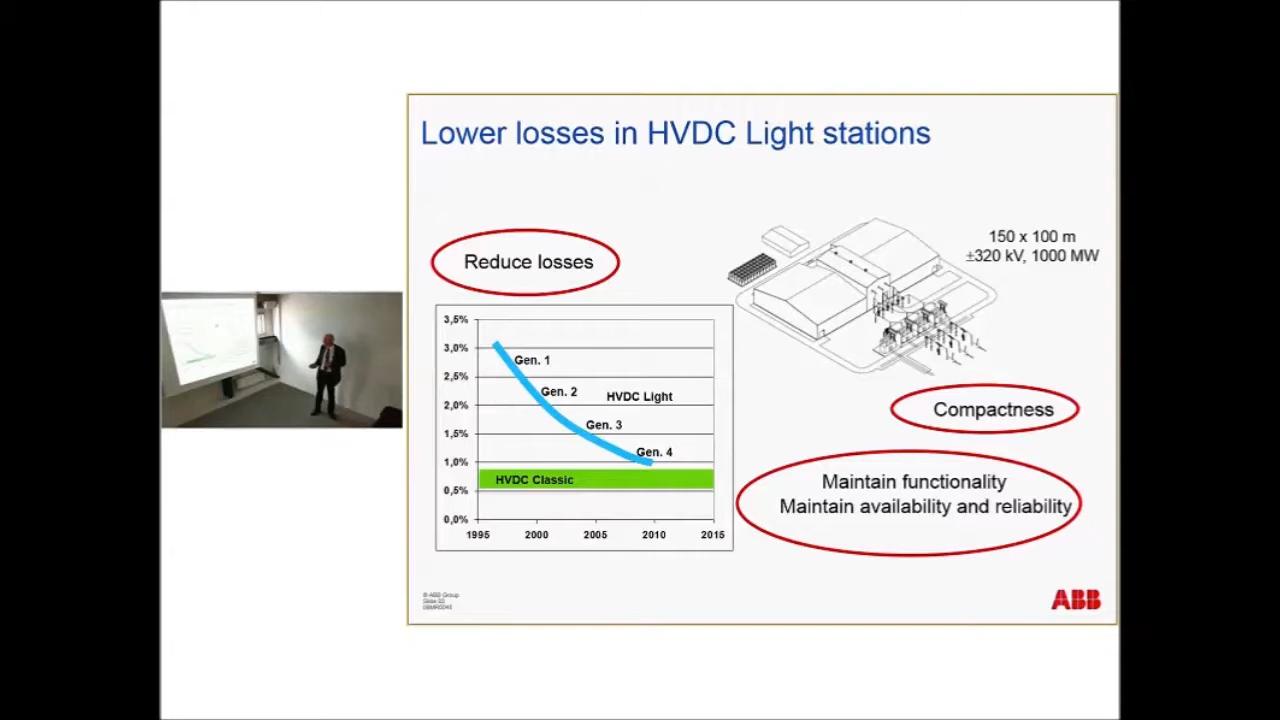 Lower losses in HVDC Light stations
150 x 100 m
±320 kV, 1000 MW
Reduce losses
3,5%
3,0%
2,5%
2,0%
1,5%
1,0%
0,5%
0,0%
Gen. 1
Gen. 2
HVDC Light
Gen. 3
Gen. 4
HVDC Classic
1995
2000
2005
2010
2015
Compactness
Maintain functionality
Maintain availability and reliability
© ABB Group
ABB